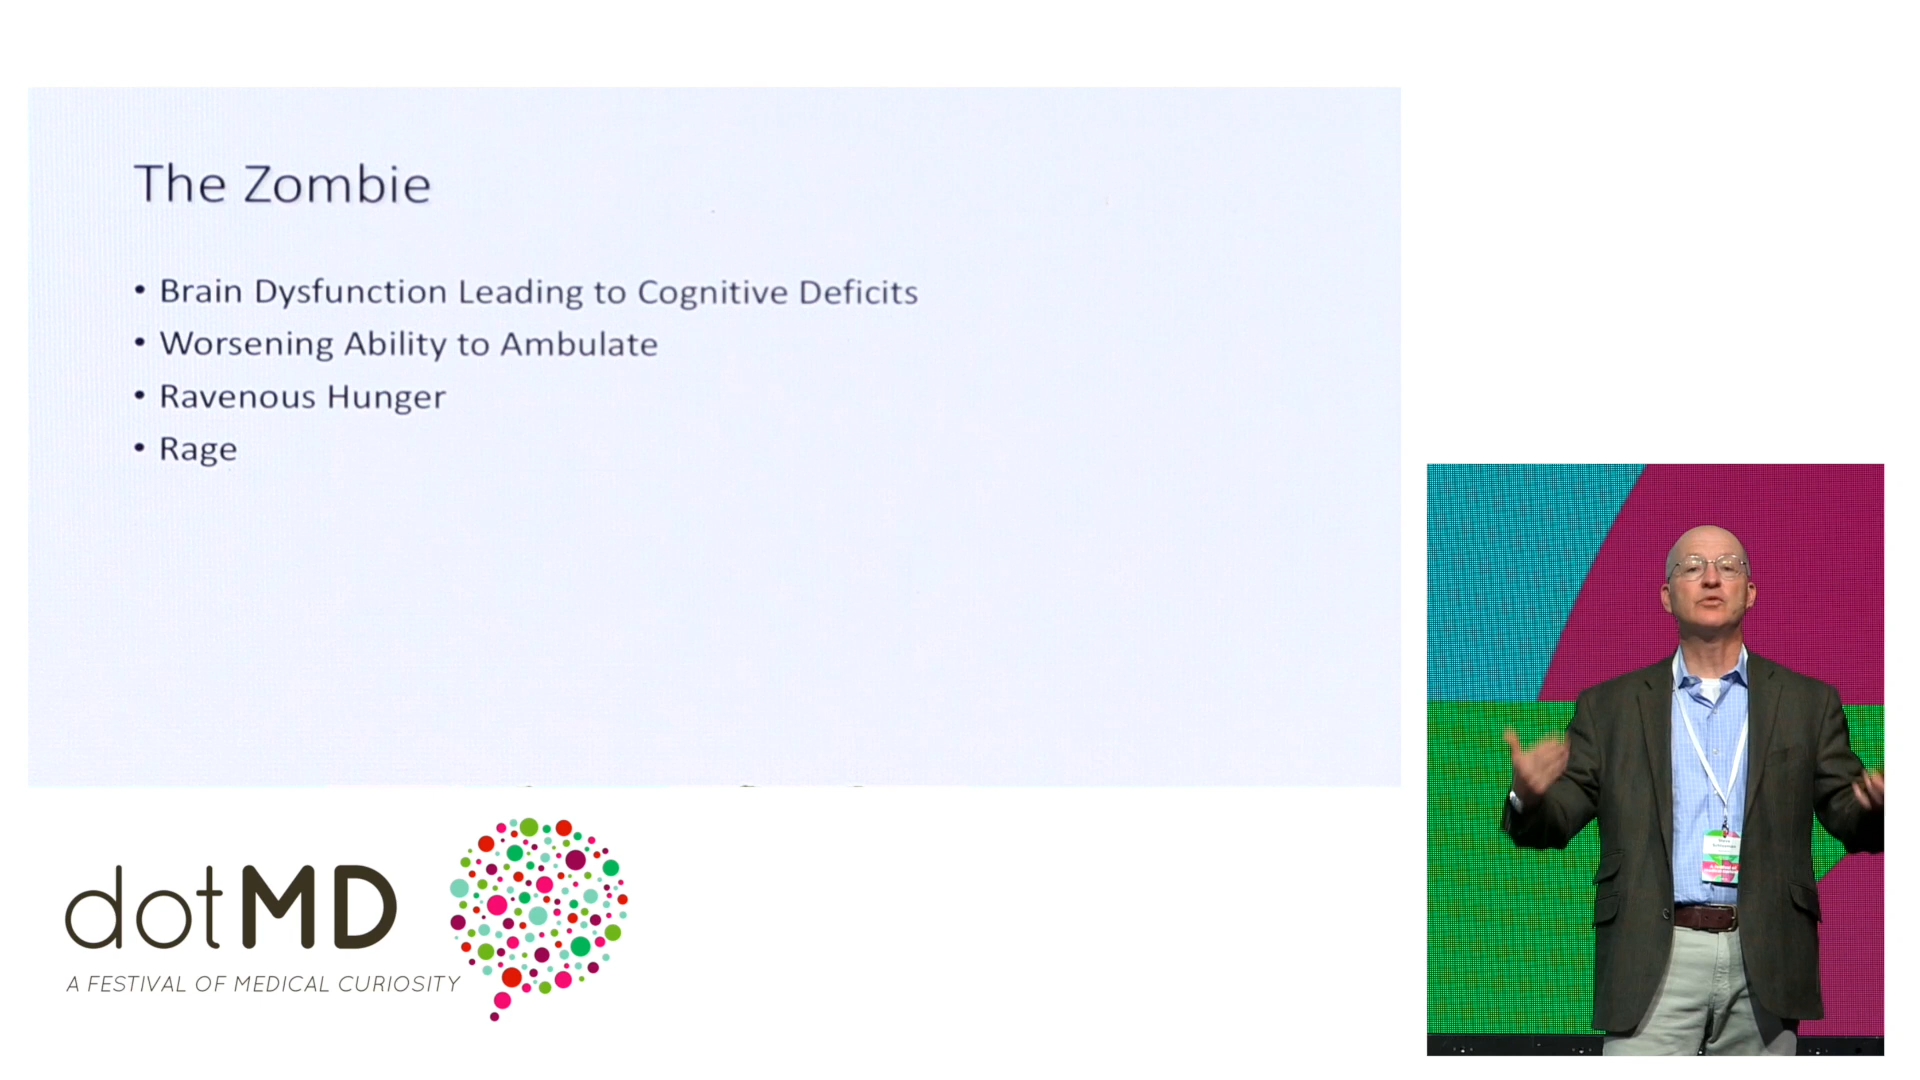 The Zombie
• Brain Dysfunction Leading to Cognitive Deficits
• Worsening Ability to Ambulate
• Ravenous Hunger
• Rage
dotMD
A FESTIVAL OF MEDICAL CURIOSITY